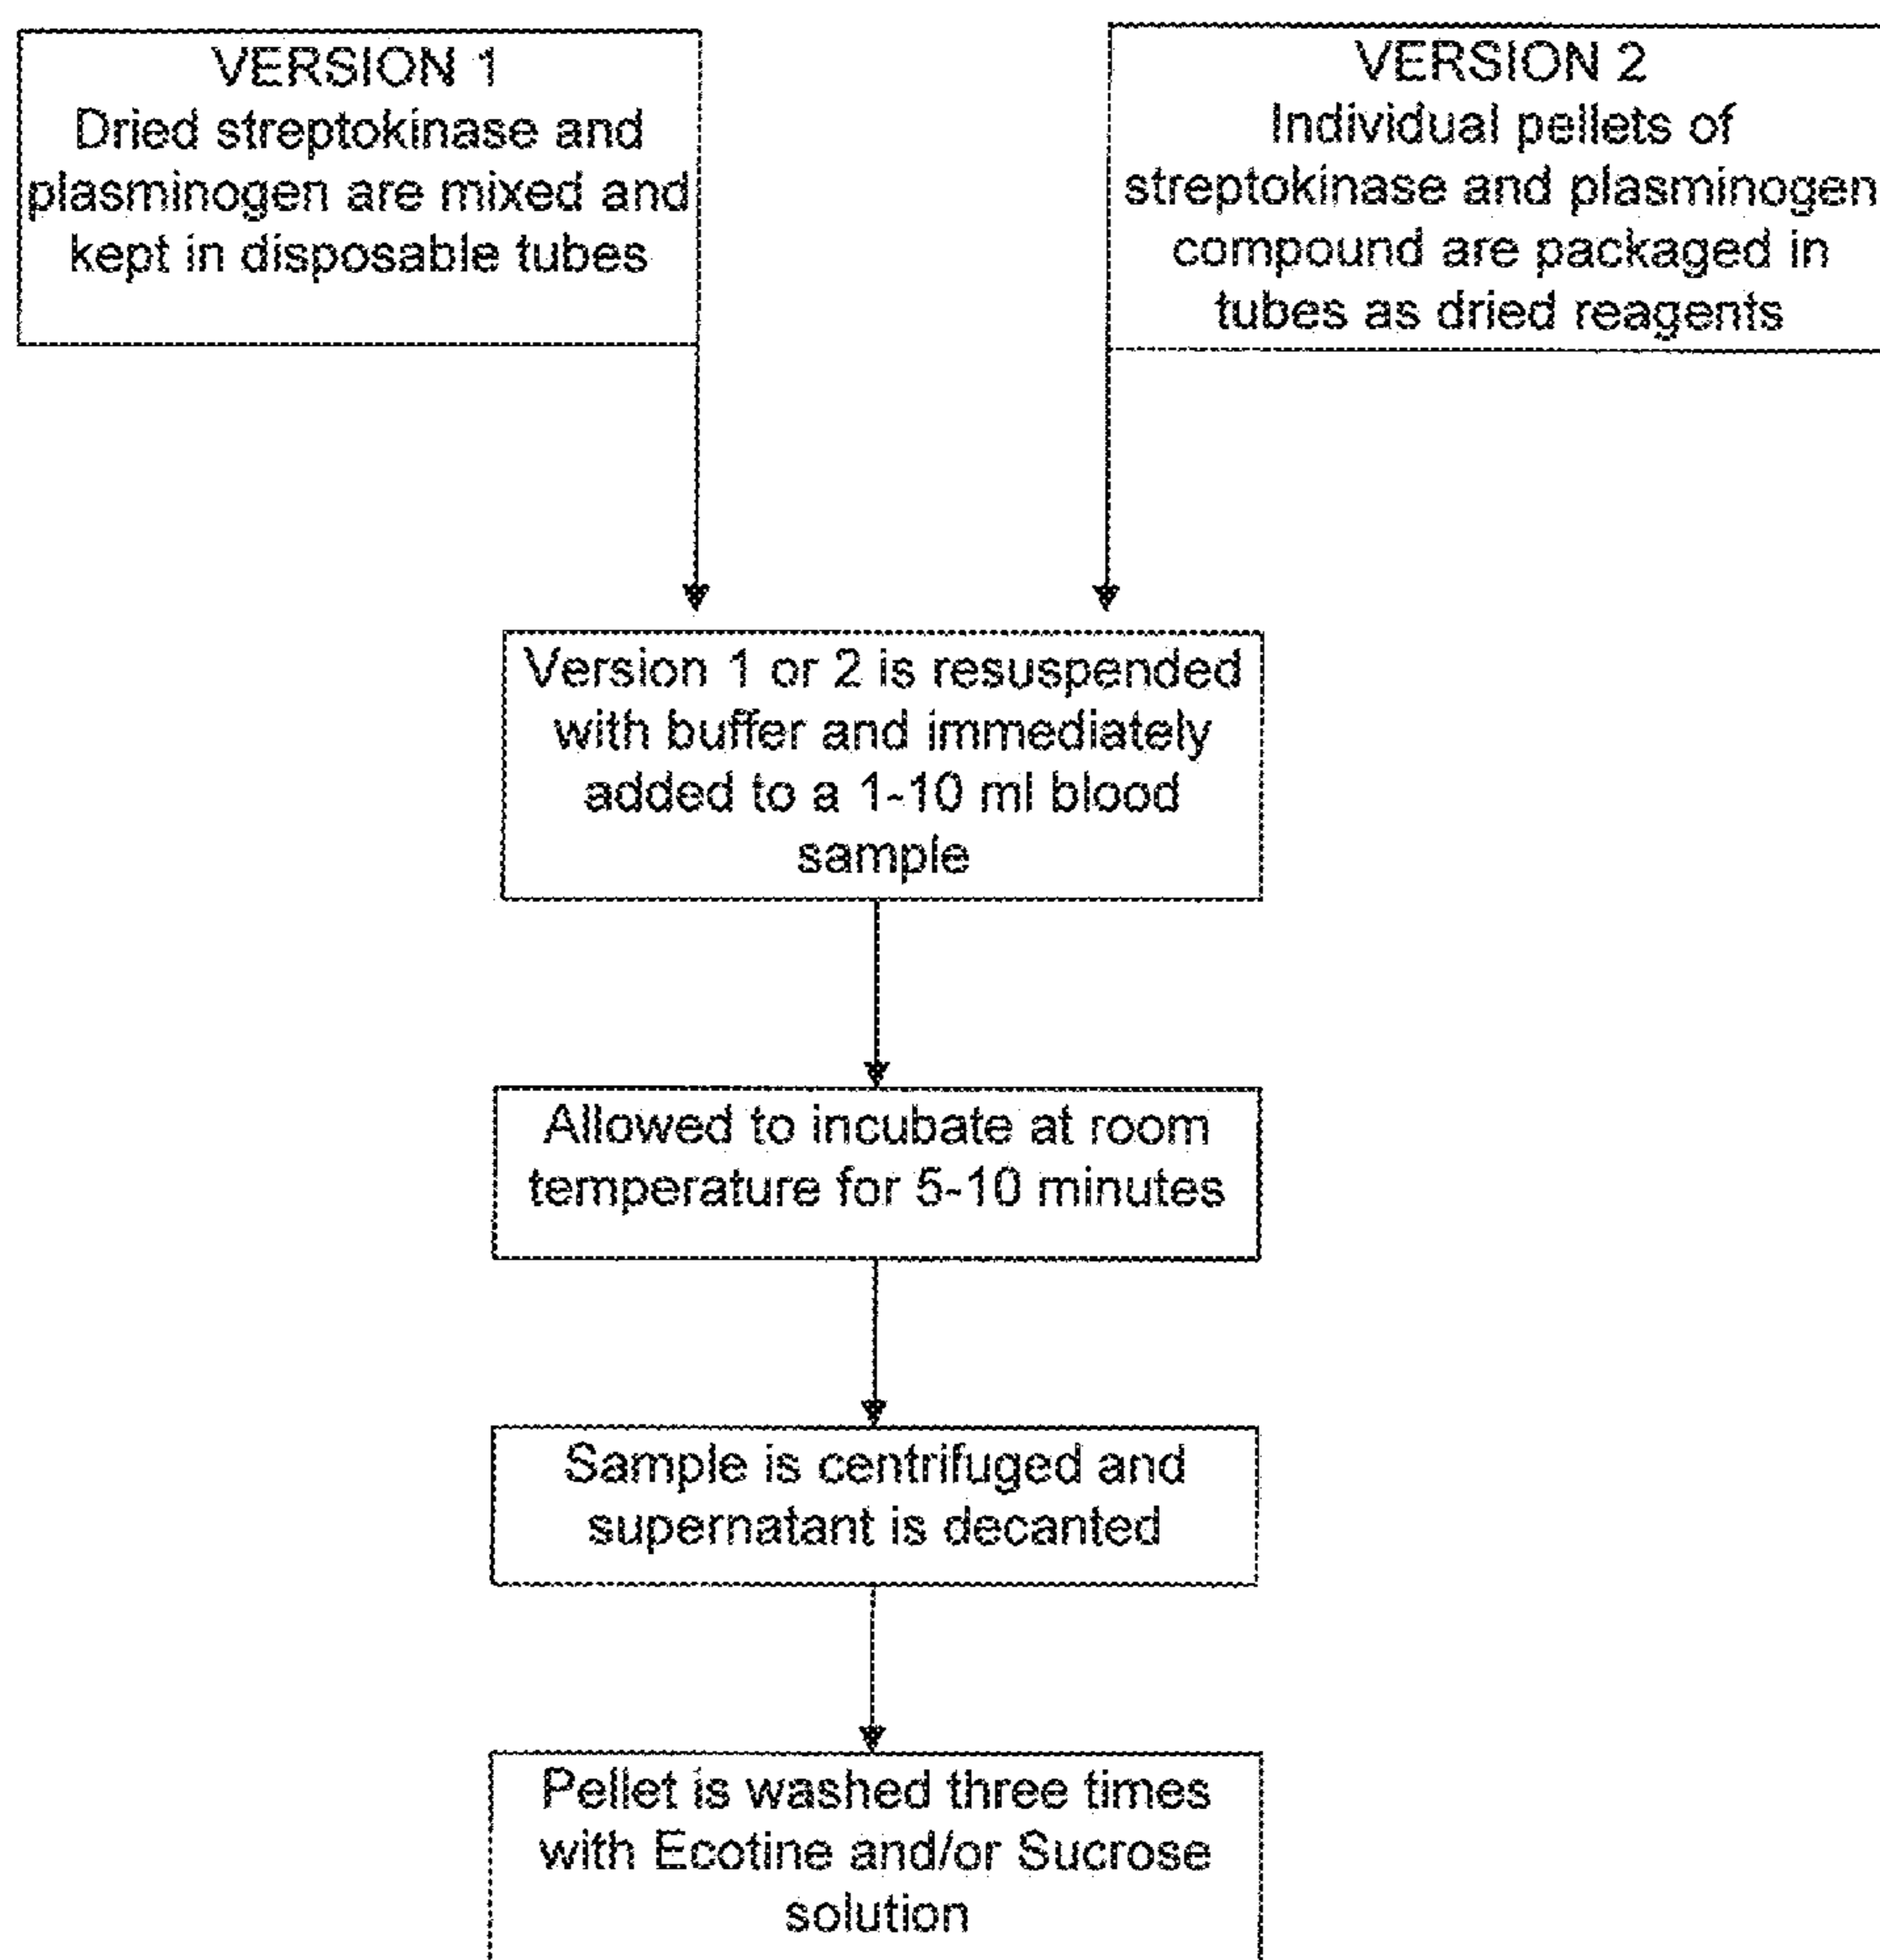 VERSION 1
Dried streptokinase and
plasminogen are mixed and
kept in disposable tubes
VERSION 2
Individual pellets of
streptokinase and plasminogen
compound are packaged in
tubes as dried reagents
Version 1 or 2 is resuspended
with buffer and immediately
added to a 1-10 ml blood
sample
Allowed to incubate at room
temperature for 5-10 minutes
Sample is centrifuged and
supernatant is decanted
Pellet is washed three times
with Ecotine and/or Sucrose
solution